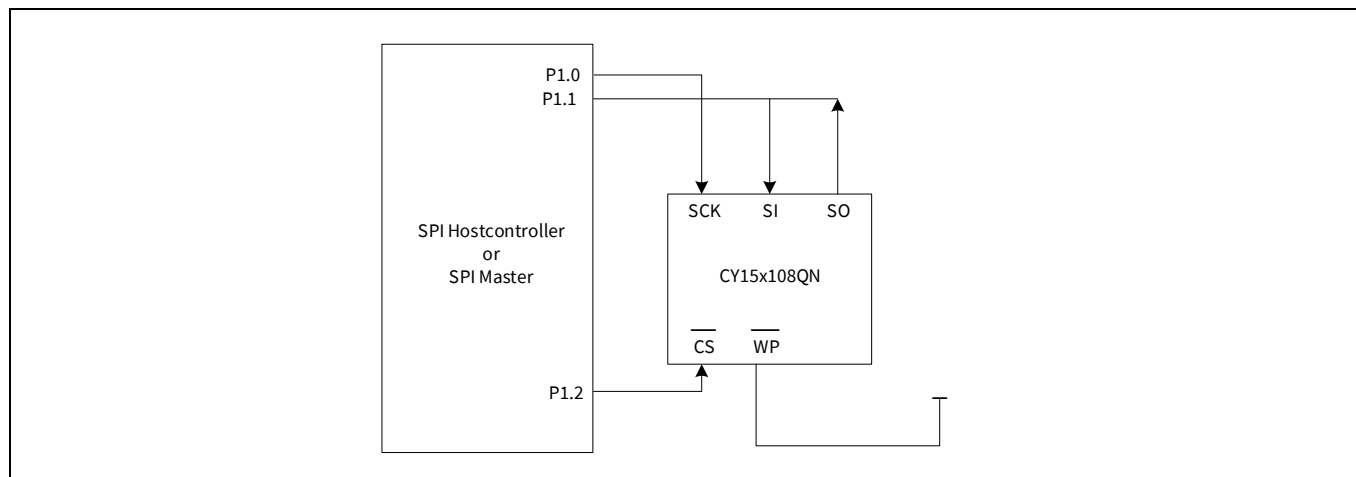 P1.0
P1.1
SPI Hostcontroller
or
SPI Master
P1.2
SCK SI SO
CY15x108QN
CS WP